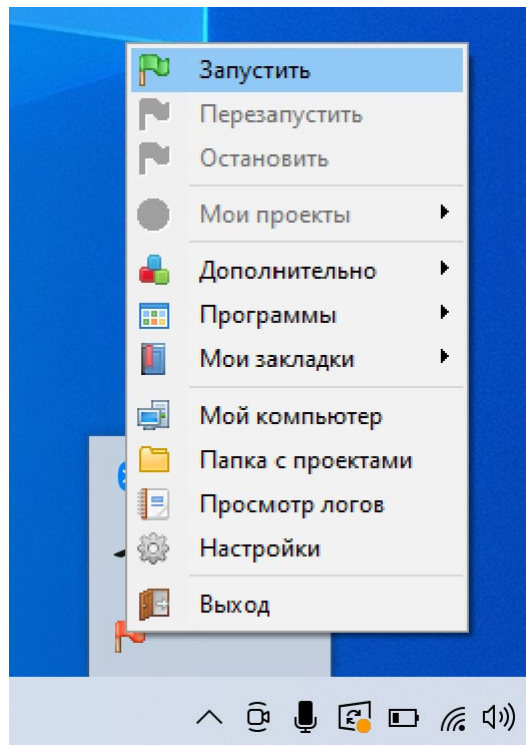 Запустить
Перезапустить
Остановить
Мои проекты
Дополнительно
Программы
Мои закладки
Мой компьютер
Папка с проектами
Просмотр логов
Настройки
Выход